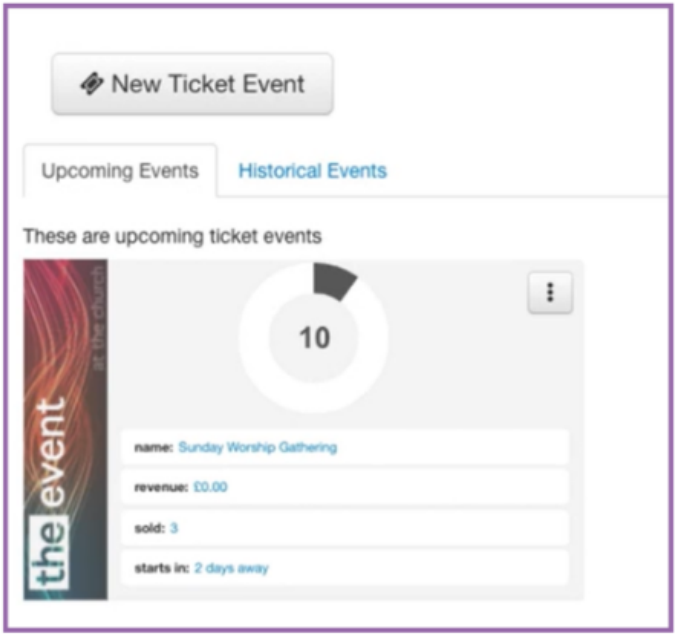 New Ticket Event
Upcoming Events
Historical Events
These are upcoming ticket events
the event
at the church
10
name: Sunday Worship Gathering
revenue: £0.00
sold: 3
starts in: 2 days away